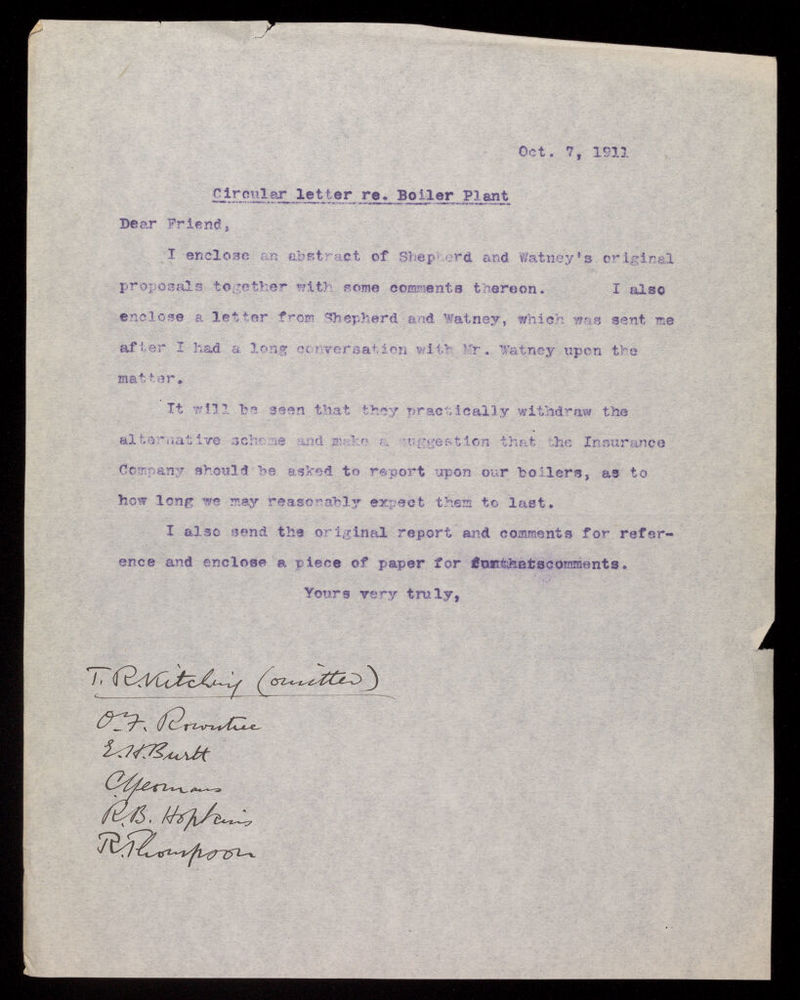 Oct. 7, 1911
Circular letter re. Boiler Plant
Dear Friend,
I enclose an abstract of Shepherd and Watney's original
proposals together with some comments thereon. I also
enclose a letter from Shepherd and Watney, which was sent me
after I had a long conversation with Mr. Watney upon the
matter.
It will be seen that they practically withdraw the
alternative scheme and make a suggestion that the Insurance
Company should be asked to report upon our boilers, as to
how long we may reasonably expect them to last.
I also send the original report and comments for refer-
ence and enclose a piece of paper for comments.
Yours very truly,
T. R. Kitching (omitted)
O. F. Rowntree
E. H. Burtt
C. Yeomans
R. B. Hopkins
R. Thompson